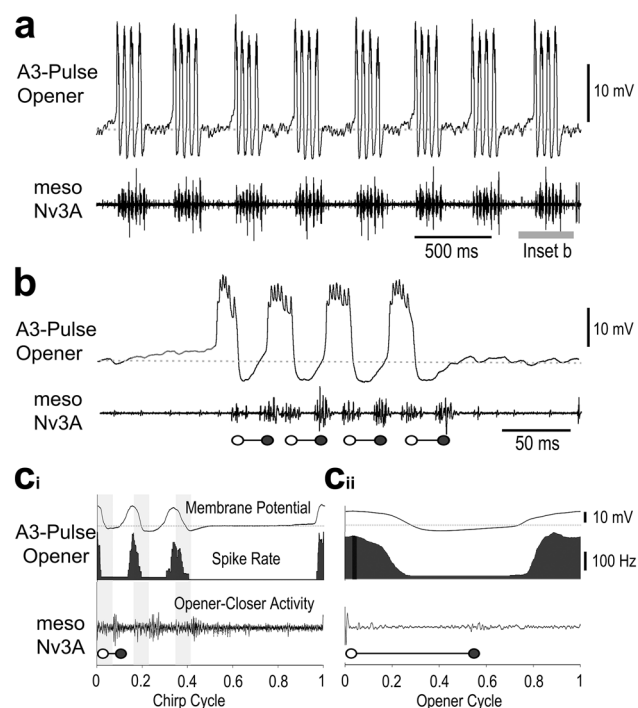 a
A3-Pulse
Opener
10 mV
meso
Nv3A
500 ms
Inset b
b
A3-Pulse
Opener
10 mV
meso
Nv3A
50 ms
ci
cii
Membrane Potential
10 mV
A3-Pulse
Opener
Spike Rate
100 Hz
Opener-Closer Activity
meso
Nv3A
0 0.2 0.4 0.6 0.8 1
Chirp Cycle
0 0.2 0.4 0.6 0.8 1
Opener Cycle